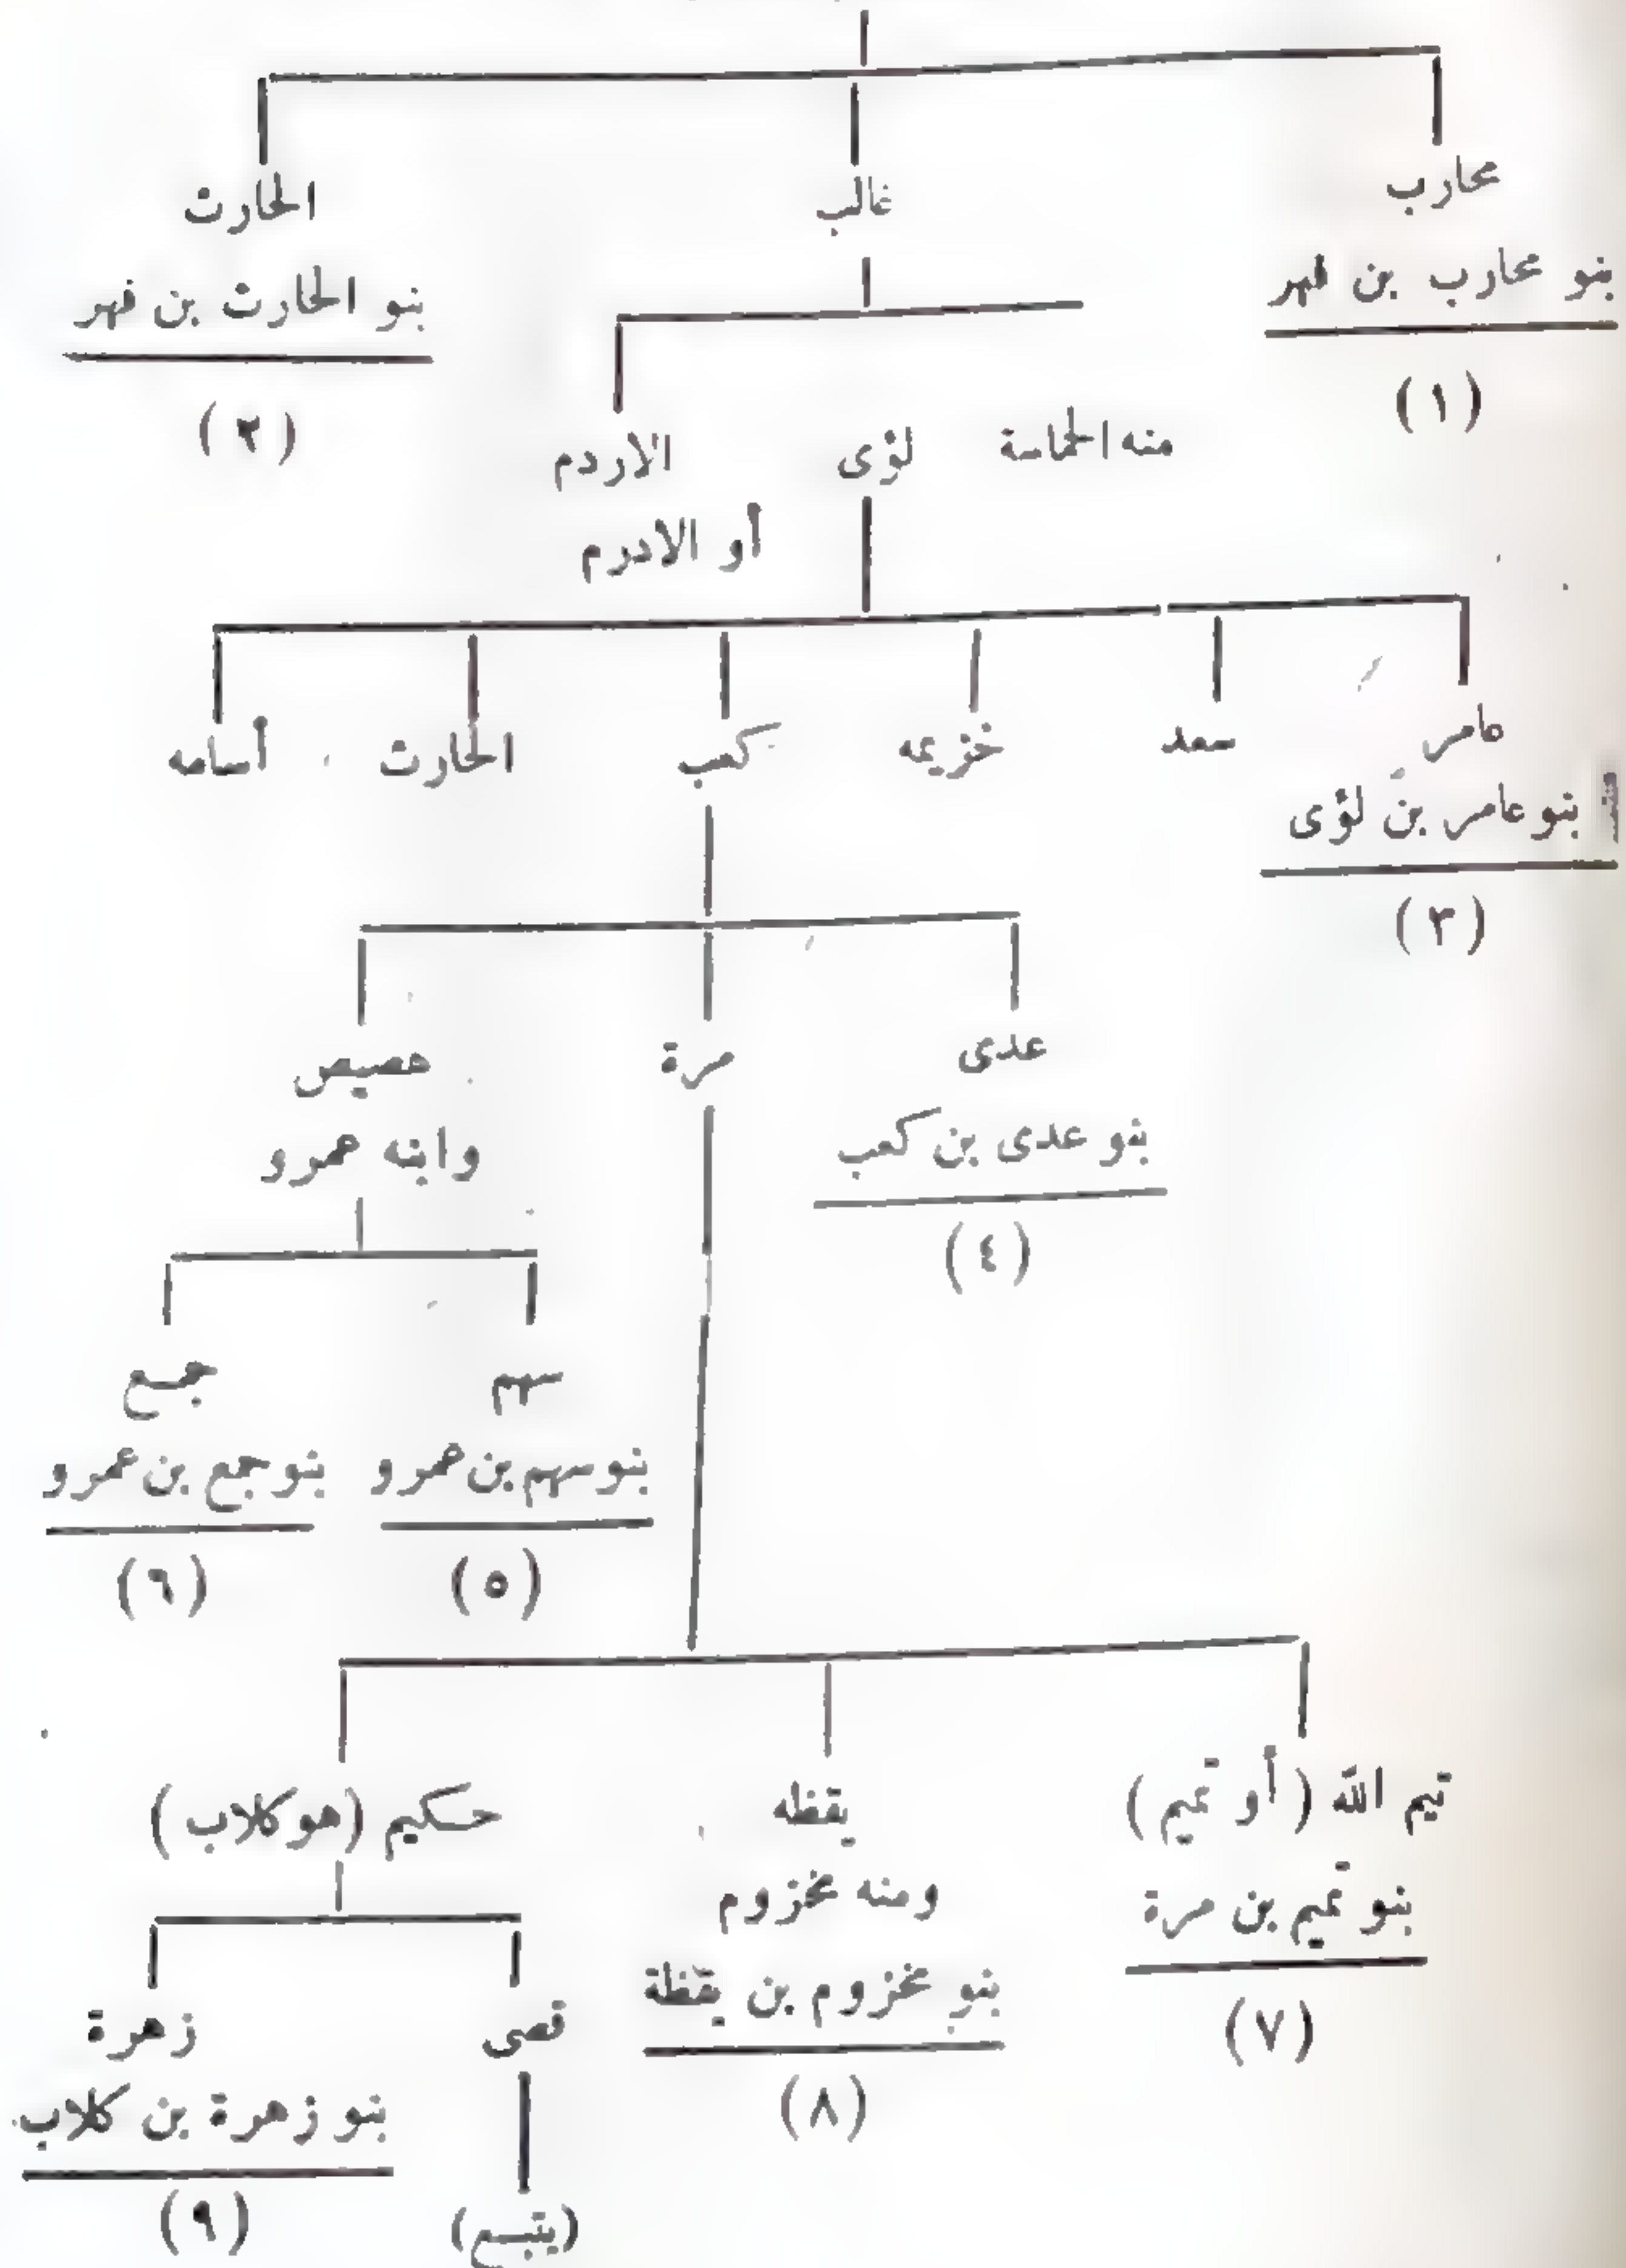 محارب
غالب
الحارث
بنو محارب بن فهر
بنو الحارث بن فهر
(١)
(٢)
منه الحماسة
لؤى
الاردم
أو الادرم
عامر
سعد
خزيمه
كعب
الحارث
أسامه
بنو عامر بن لؤى
(٣)
عدى
مرة
هصيص
بنو عدى بن كعب
وابنه عمرو
(٤)
سهم
جمع
بنو سهم بن عمرو
بنو جمع بن عمرو
(٥)
(٦)
تيم الله (أو تميم)
يقظه
حكيم (هو كلاب)
بنو تميم بن مرة
ومنه مخزوم
بنو مخزوم بن يقظة
(٧)
(٨)
قصى
زهرة
بنو زهرة بن كلاب
(يتبع)
(٩)